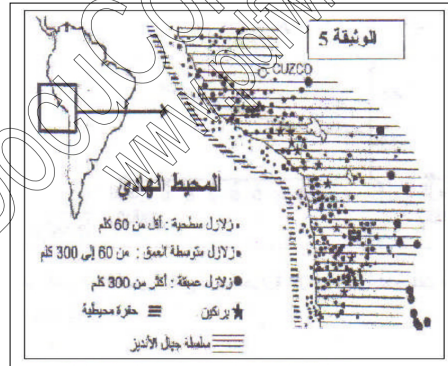 الوثيقة 5
CUZCO
المحيط الهادي
زلازل سطحية : أقل من 60 كلم
زلازل متوسطة العمق : من 60 إلى 300 كلم
زلازل عميقة : أكثر من 300 كلم
بركان حفرة محيطية
سلسلة جبال الأنديز